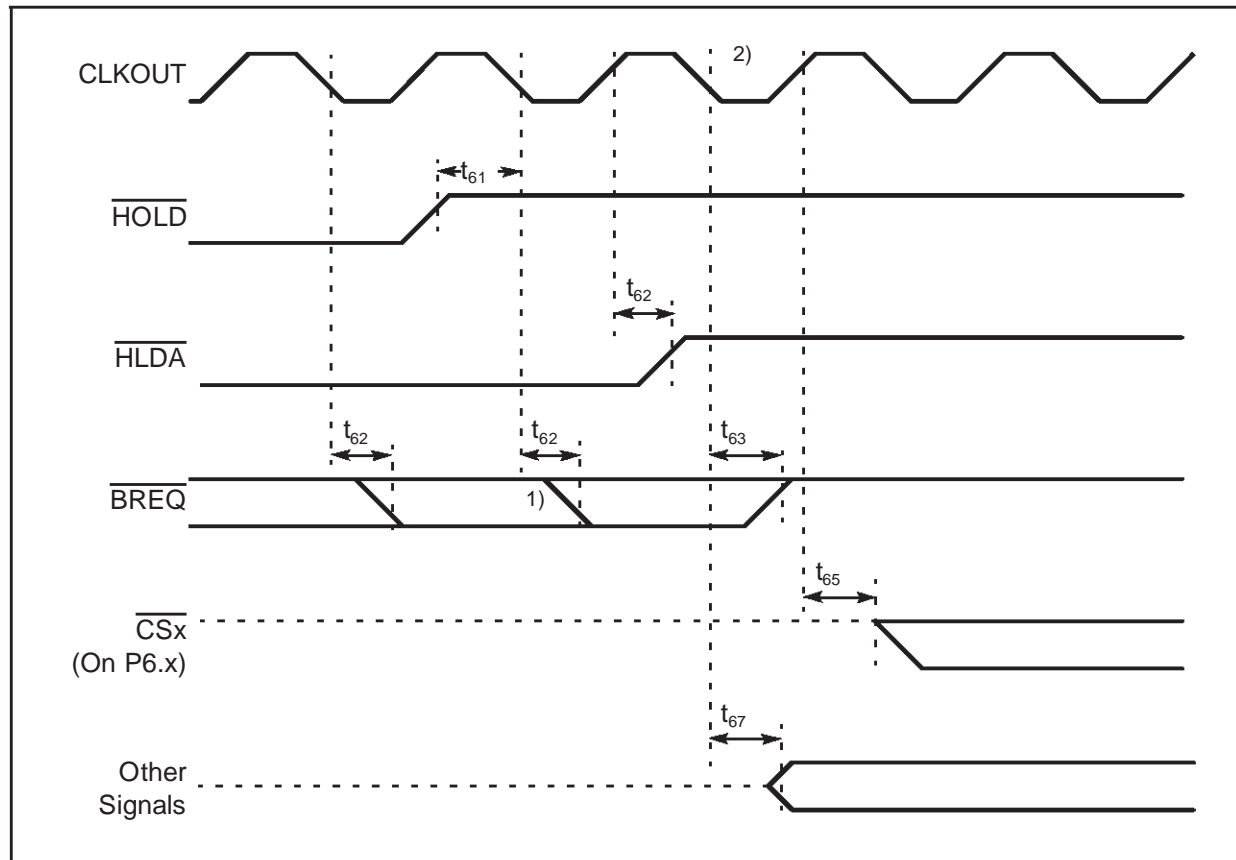 CLKOUT
2)
t61
HOLD
t62
HLDA
t62
t62
t63
BREQ
1)
t65
CSx
(On P6.x)
t67
Other
Signals